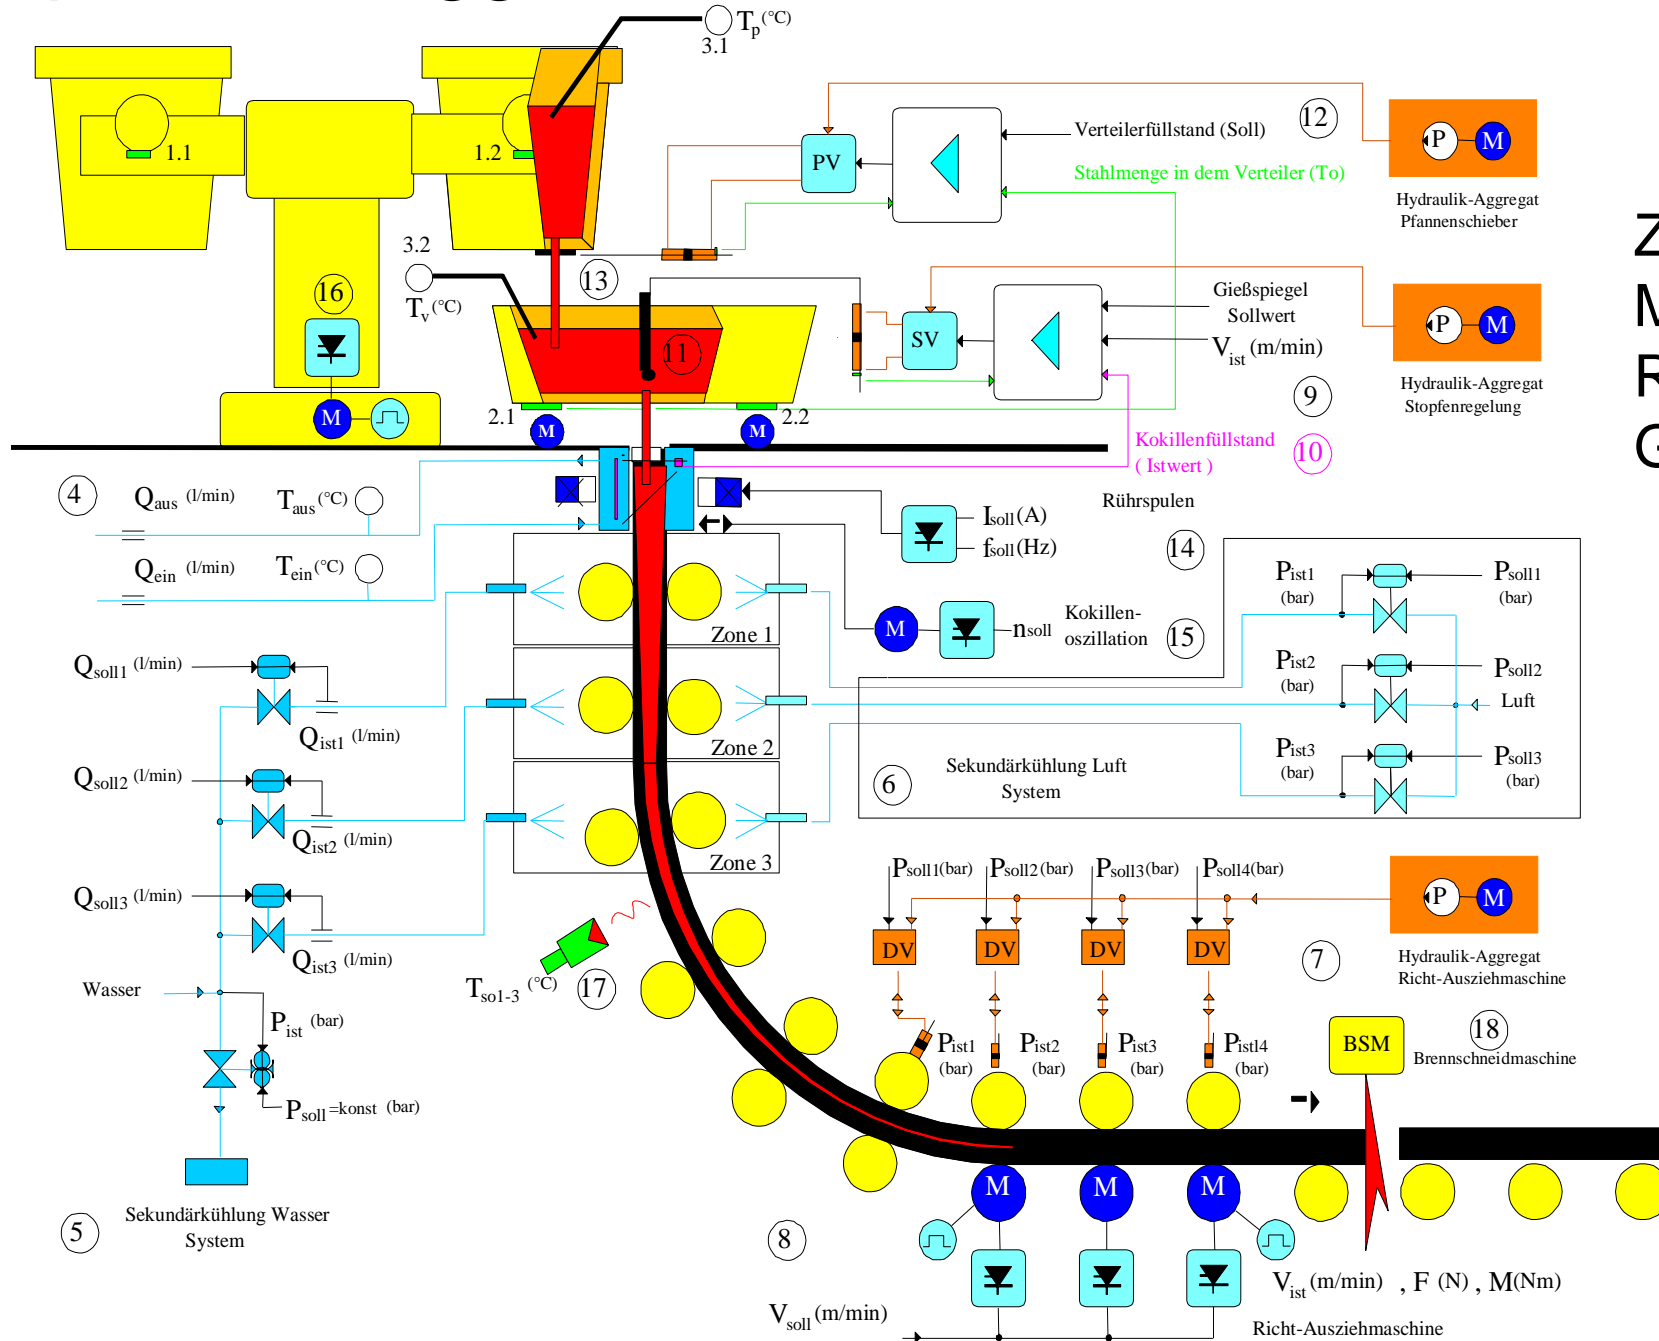 Tp (°C)
3.1
1.1
1.2
3.2
Tv (°C)
16
13
11
M
2.1
M
2.2
M
PV
Verteilerfüllstand (Soll)
12
Stahlmenge in dem Verteiler (To)
P
M
Hydraulik-Aggregat
Pfannenschieber
SV
Gießspiegel
Sollwert
Vist (m/min)
9
P
M
Hydraulik-Aggregat
Stopfenregelung
Kokillenfüllstand
( Istwert )
10
Z
M
R
G
4
Qaus (l/min)
Taus (°C)
Qein (l/min)
Tein (°C)
Rührspulen
Isoll (A)
fsoll (Hz)
14
M
nsoll
Kokillen-
oszillation
15
Zone 1
Zone 2
Zone 3
Qsoll1 (l/min)
Qist1 (l/min)
Qsoll2 (l/min)
Qist2 (l/min)
Qsoll3 (l/min)
Qist3 (l/min)
Wasser
Pist (bar)
Psoll =konst (bar)
5
Sekundärkühlung Wasser
System
Pist1
(bar)
Psoll1
(bar)
Pist2
(bar)
Psoll2
Luft
Pist3
(bar)
Psoll3
(bar)
6
Sekundärkühlung Luft
System
Tso1-3 (°C)
17
Psoll1(bar)
Psoll2(bar)
Psoll3(bar)
Psoll4(bar)
DV
DV
DV
DV
7
P
M
Hydraulik-Aggregat
Richt-Ausziehmaschine
Pist1
(bar)
Pist2
(bar)
Pist3
(bar)
Pistl4
(bar)
BSM
18
Brennschneidmaschine
M
M
M
8
Vsoll (m/min)
Vist (m/min) , F (N) , M(Nm)
Richt-Ausziehmaschine